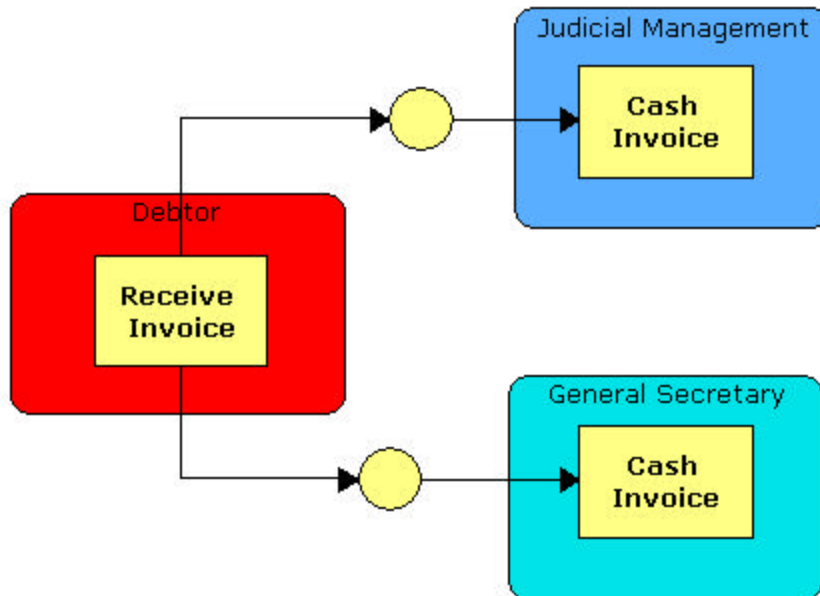 Judicial Management
Cash
Invoice
Debtor
Receive
Invoice
General Secretary
Cash
Invoice